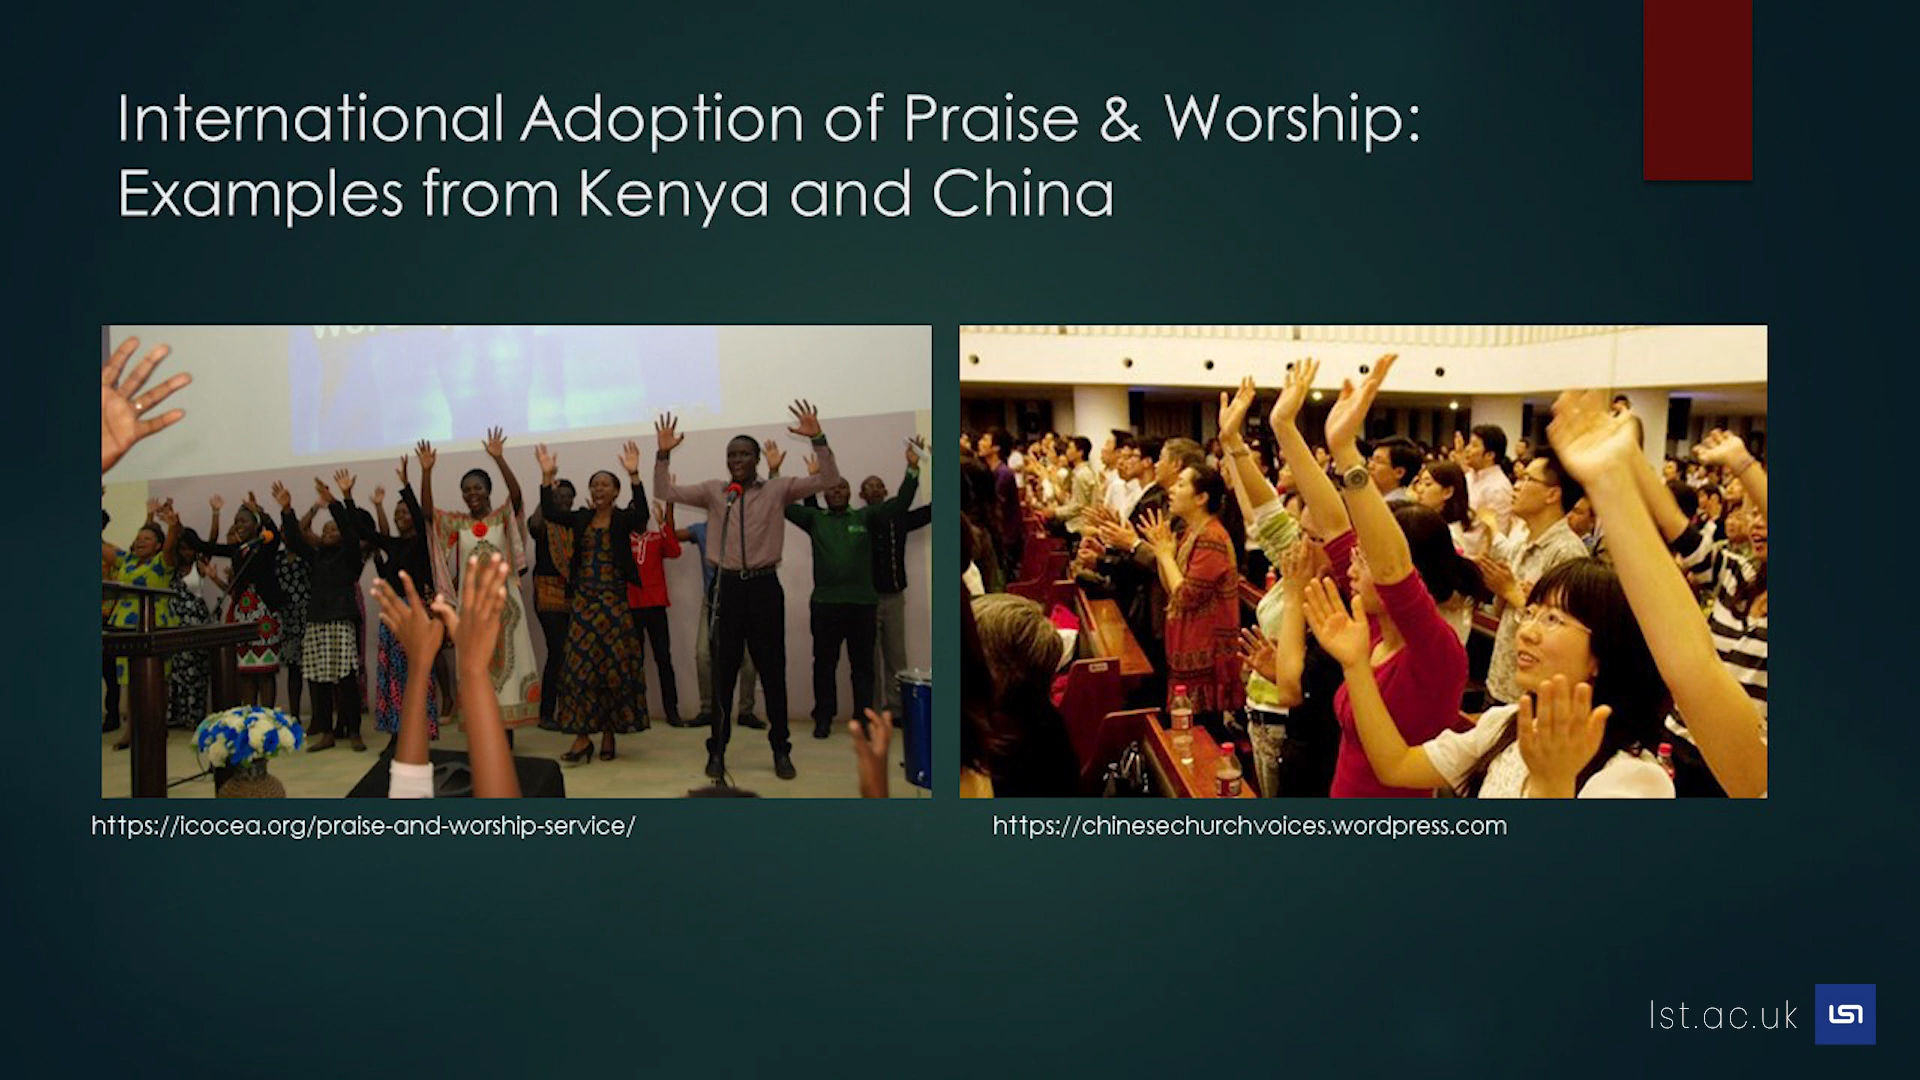 International Adoption of Praise & Worship:
Examples from Kenya and China
https://icocea.org/praise-and-worship-service/
https://chinesechurchvoices.wordpress.com
lst.ac.uk
LST